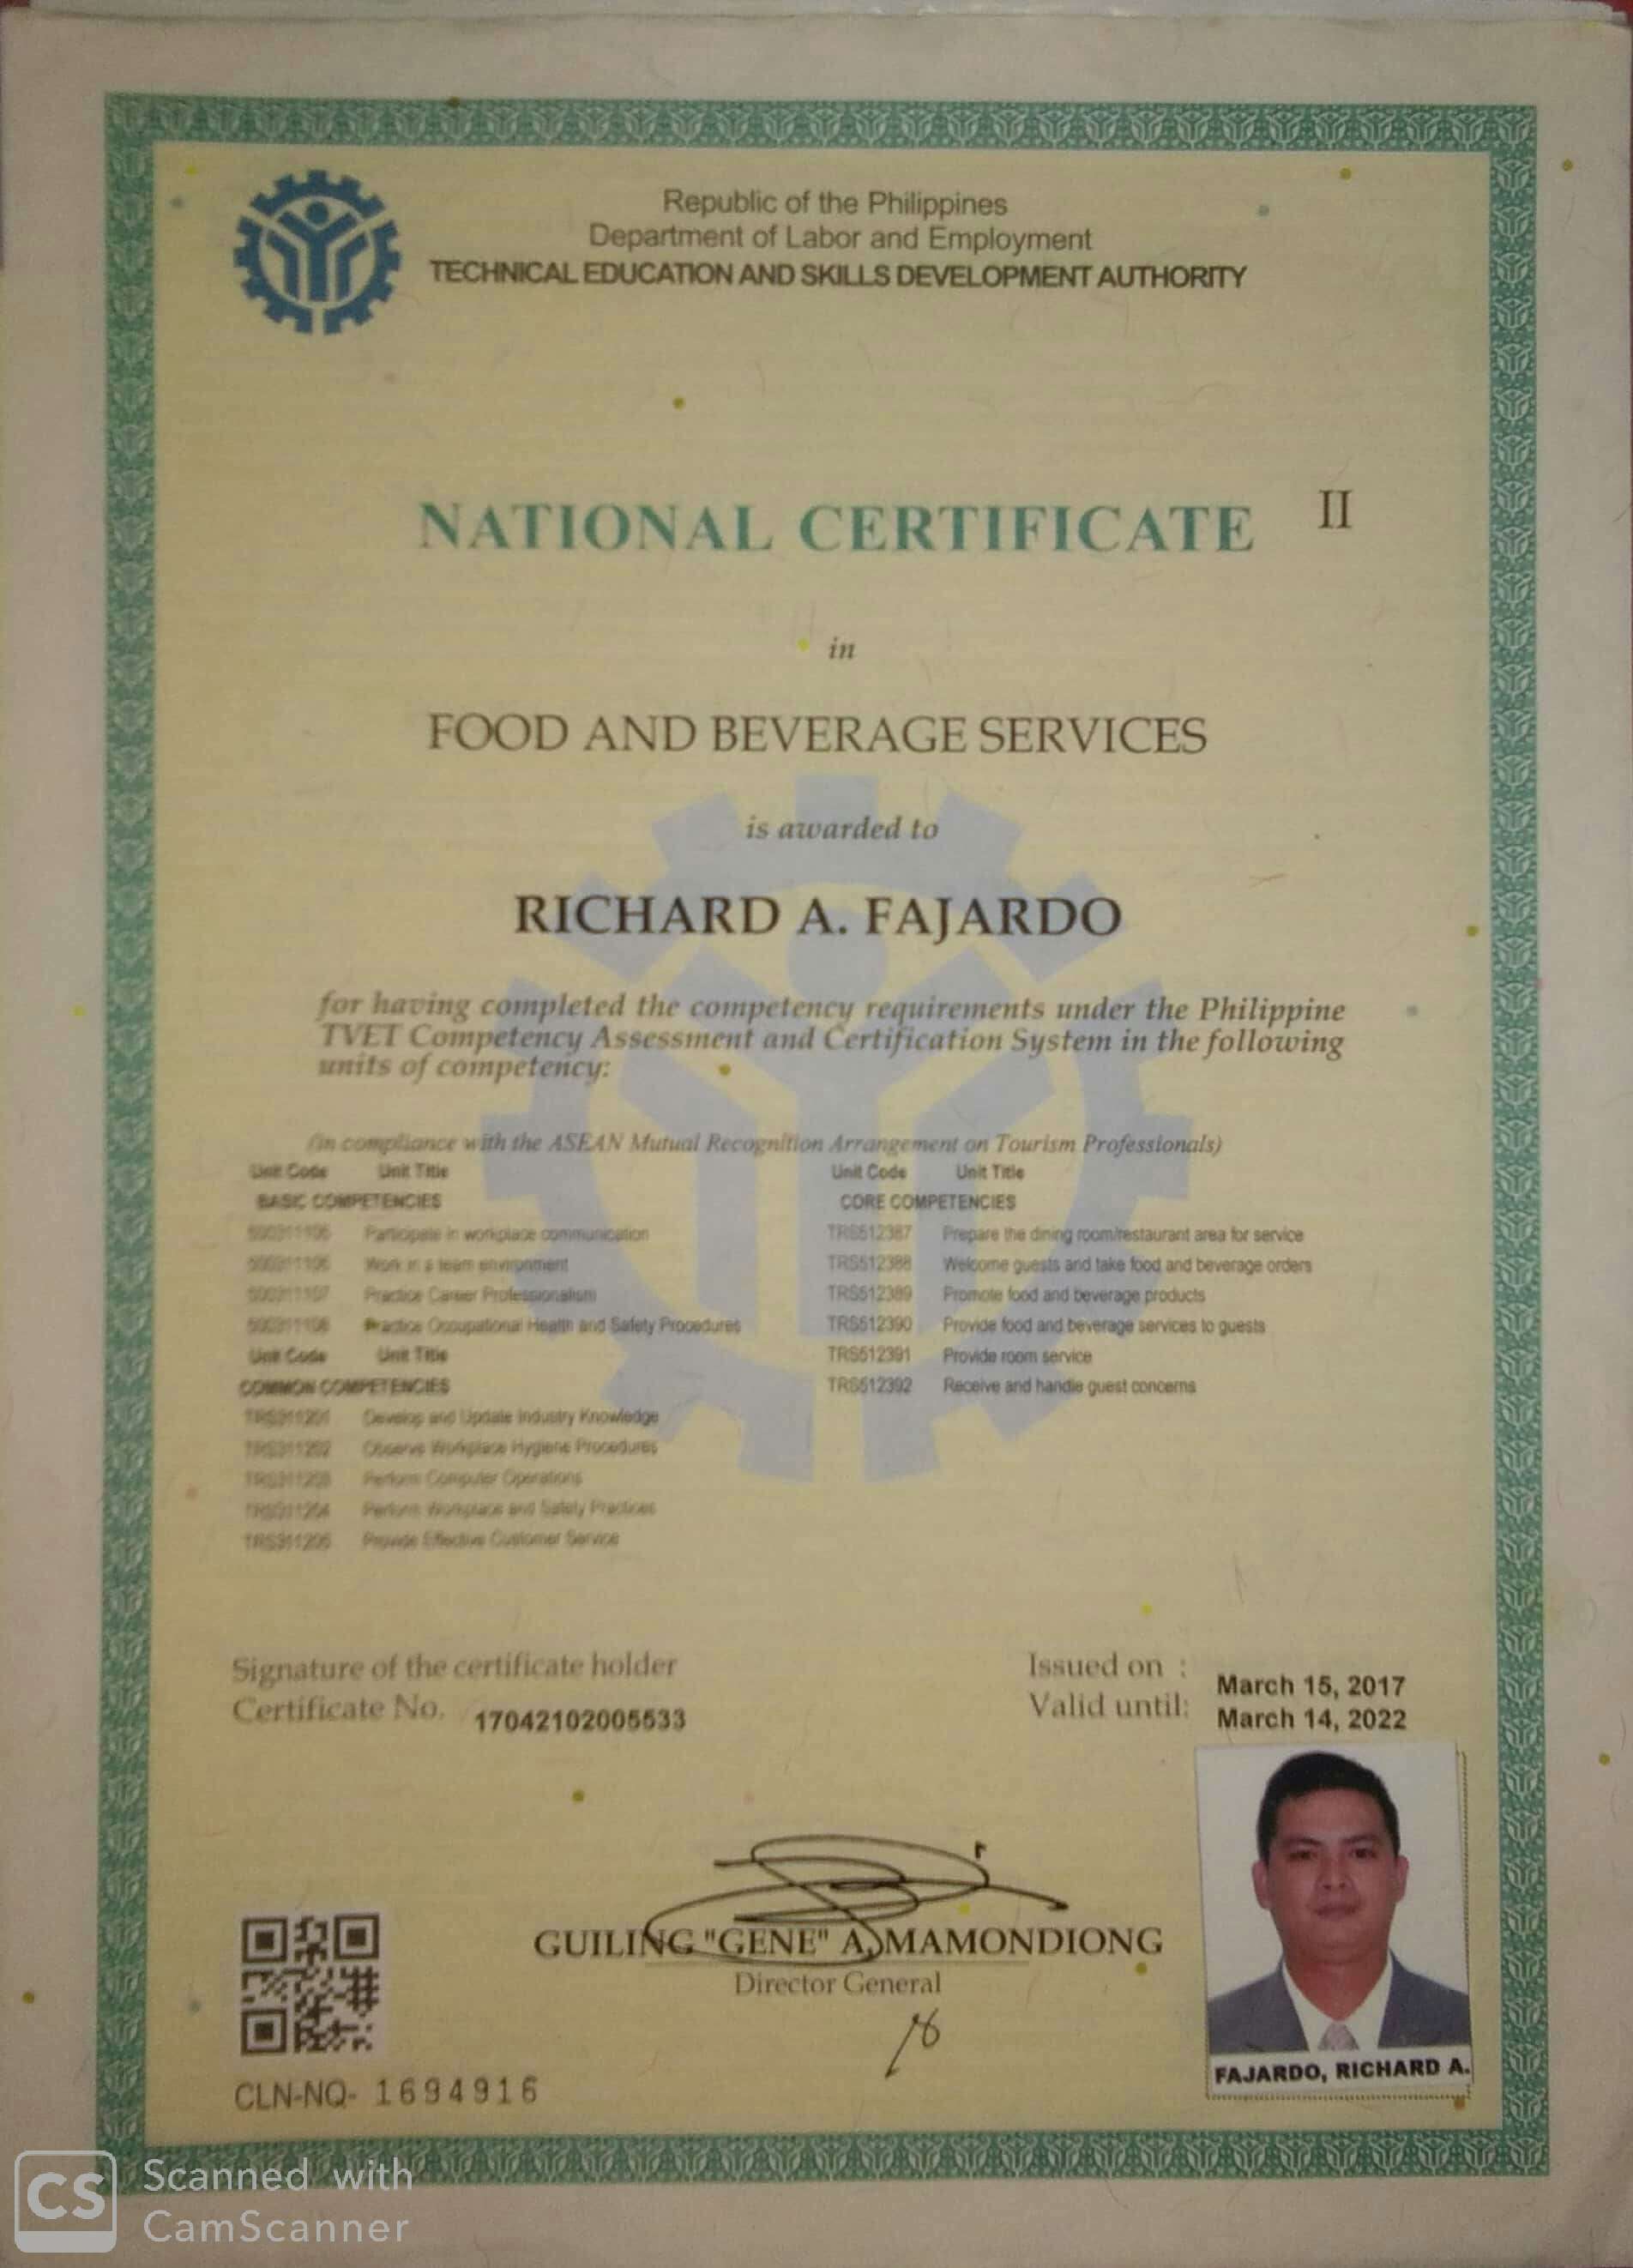 Republic of the Philippines
Department of Labor and Employment
TECHNICAL EDUCATION AND SKILLS DEVELOPMENT AUTHORITY
NATIONAL CERTIFICATE II
in
FOOD AND BEVERAGE SERVICES
is awarded to
RICHARD A. FAJARDO
for having completed the competency requirements under the Philippine
TVET Competency Assessment and Certification System in the following
units of competency:
(in compliance with the ASEAN Mutual Recognition Arrangement on Tourism Professionals)
Unit Code Unit Title
BASIC COMPETENCIES
Participate in workplace communication
Work in a team environment
Practice Career Professionalism
Practice Occupational Health and Safety Procedures
Unit Code Unit Title
COMMON COMPETENCIES
TRS311201 Develop and Update Industry Knowledge
TRS311202 Observe Workplace Hygiene Procedures
TRS311203 Perform Computer Operations
TRS311204 Perform Workplace and Safety Practices
TRS311205 Provide Effective Customer Service
Unit Code Unit Title
CORE COMPETENCIES
TRS512387 Prepare the dining room/restaurant area for service
TRS512388 Welcome guests and take food and beverage orders
TRS512389 Promote food and beverage products
TRS512390 Provide food and beverage services to guests
TRS512391 Provide room service
TRS512392 Receive and handle guest concerns
Signature of the certificate holder
Certificate No. 17042102005533
Issued on : March 15, 2017
Valid until: March 14, 2022
GUILING "GENE" A. MAMONDIONG
Director General
FAJARDO, RICHARD A.
CLN-NQ- 1694916
CS Scanned with
CamScanner